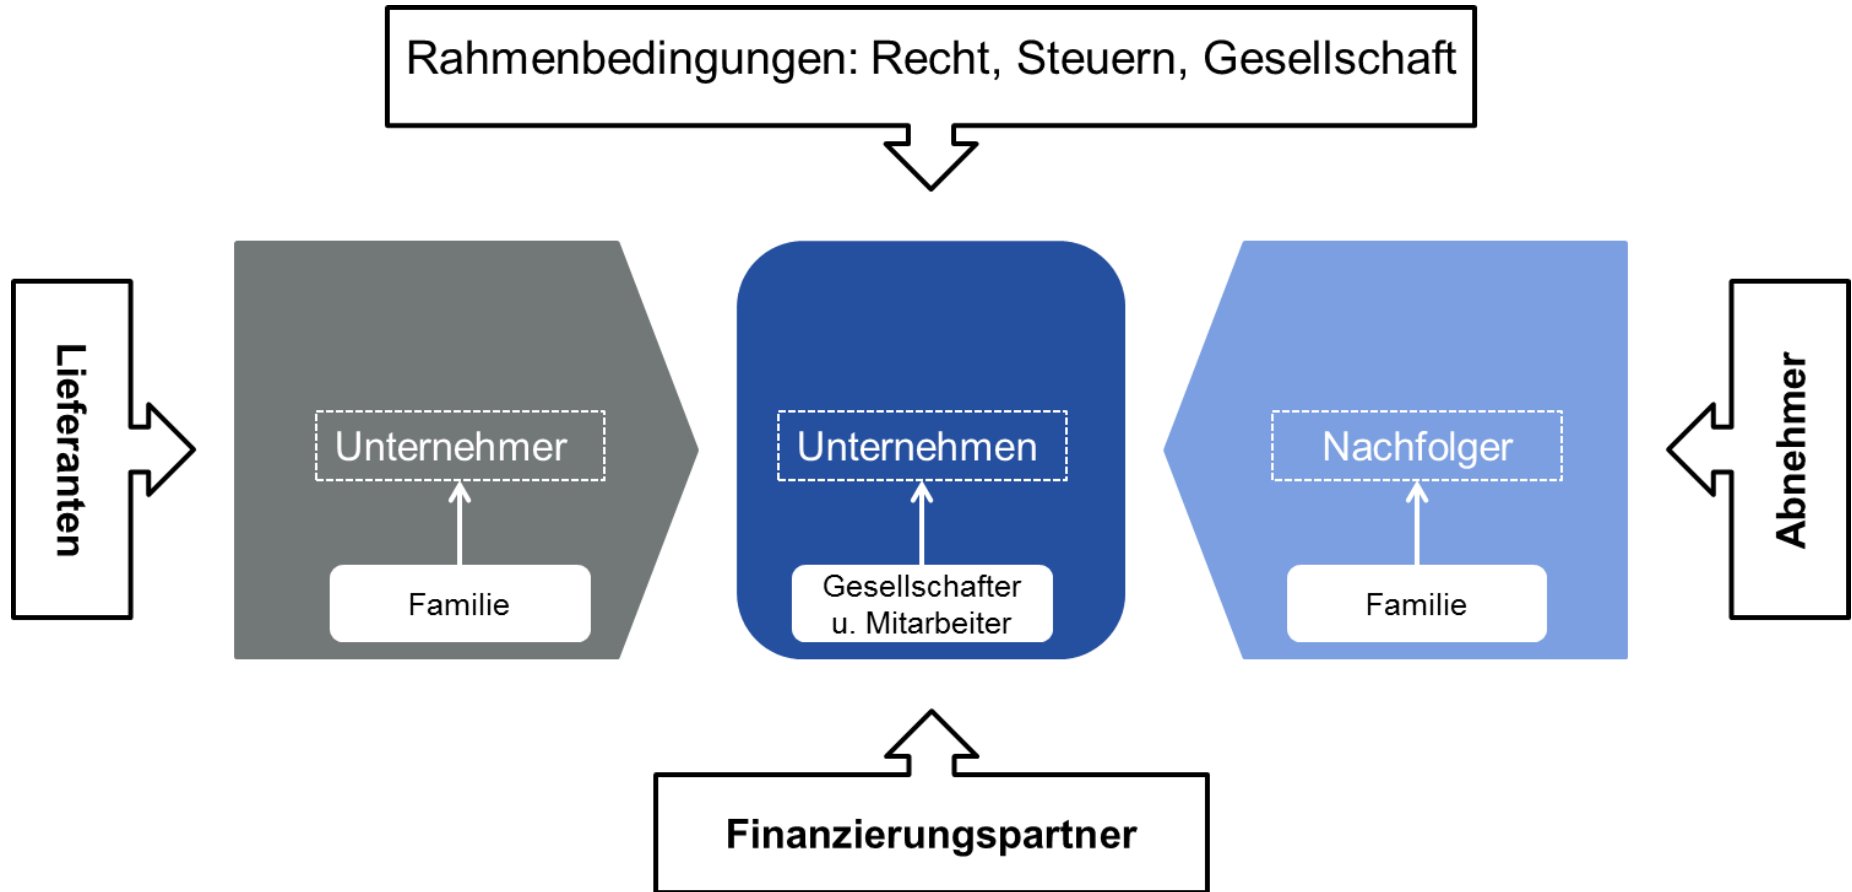 Rahmenbedingungen: Recht, Steuern, Gesellschaft
Lieferanten
Unternehmer
Familie
Unternehmen
Gesellschafter
u. Mitarbeiter
Nachfolger
Familie
Abnehmer
Finanzierungspartner